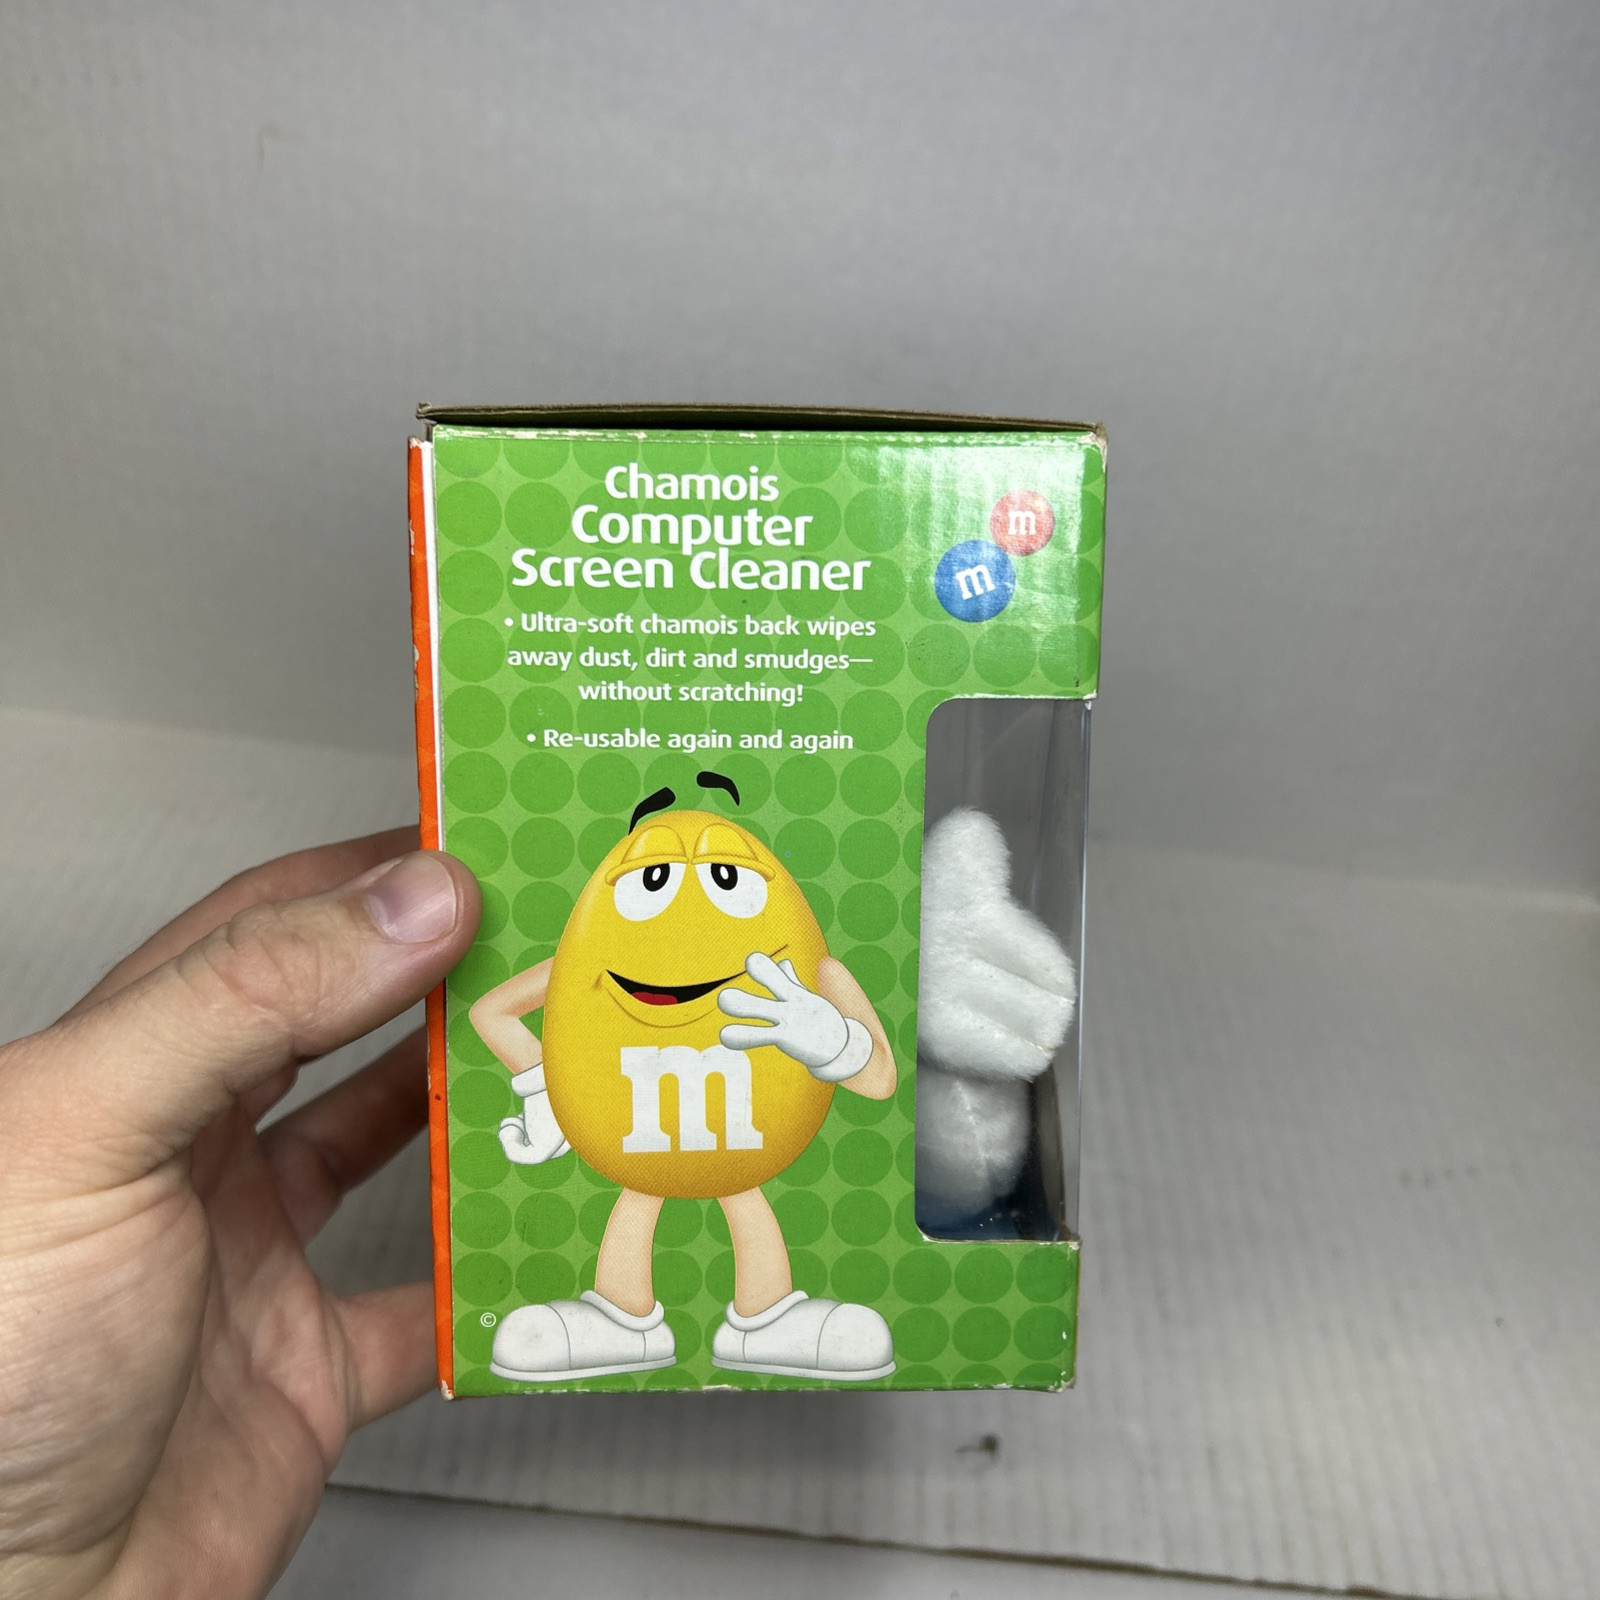 Chamois
Computer
Screen Cleaner
• Ultra-soft chamois back wipes
away dust, dirt and smudges—
without scratching!
• Re-usable again and again
m
m
m
©